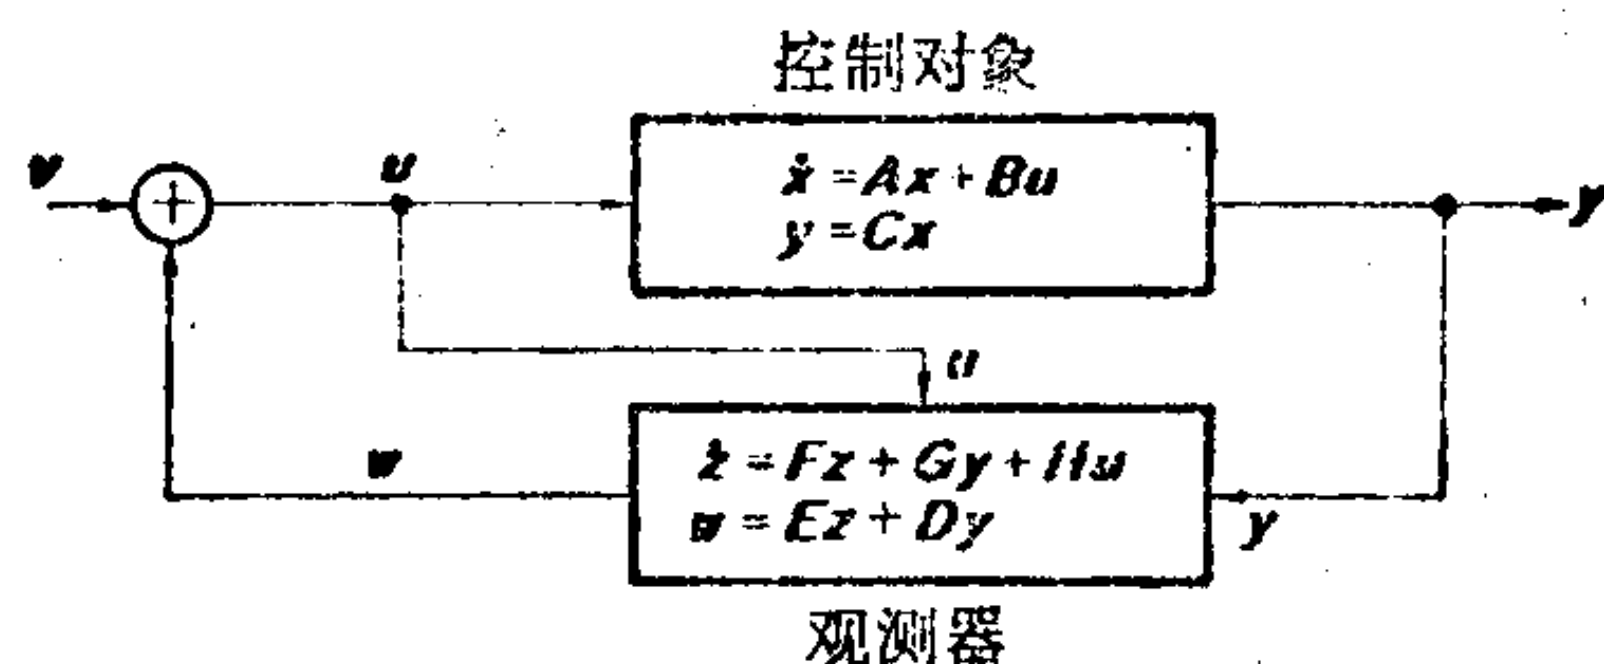 控制对象
v
u
ẋ = Ax + Bu
y = Cx
y
u
w
ż = Fz + Gy + Hu
w = Ez + Dy
y
观测器